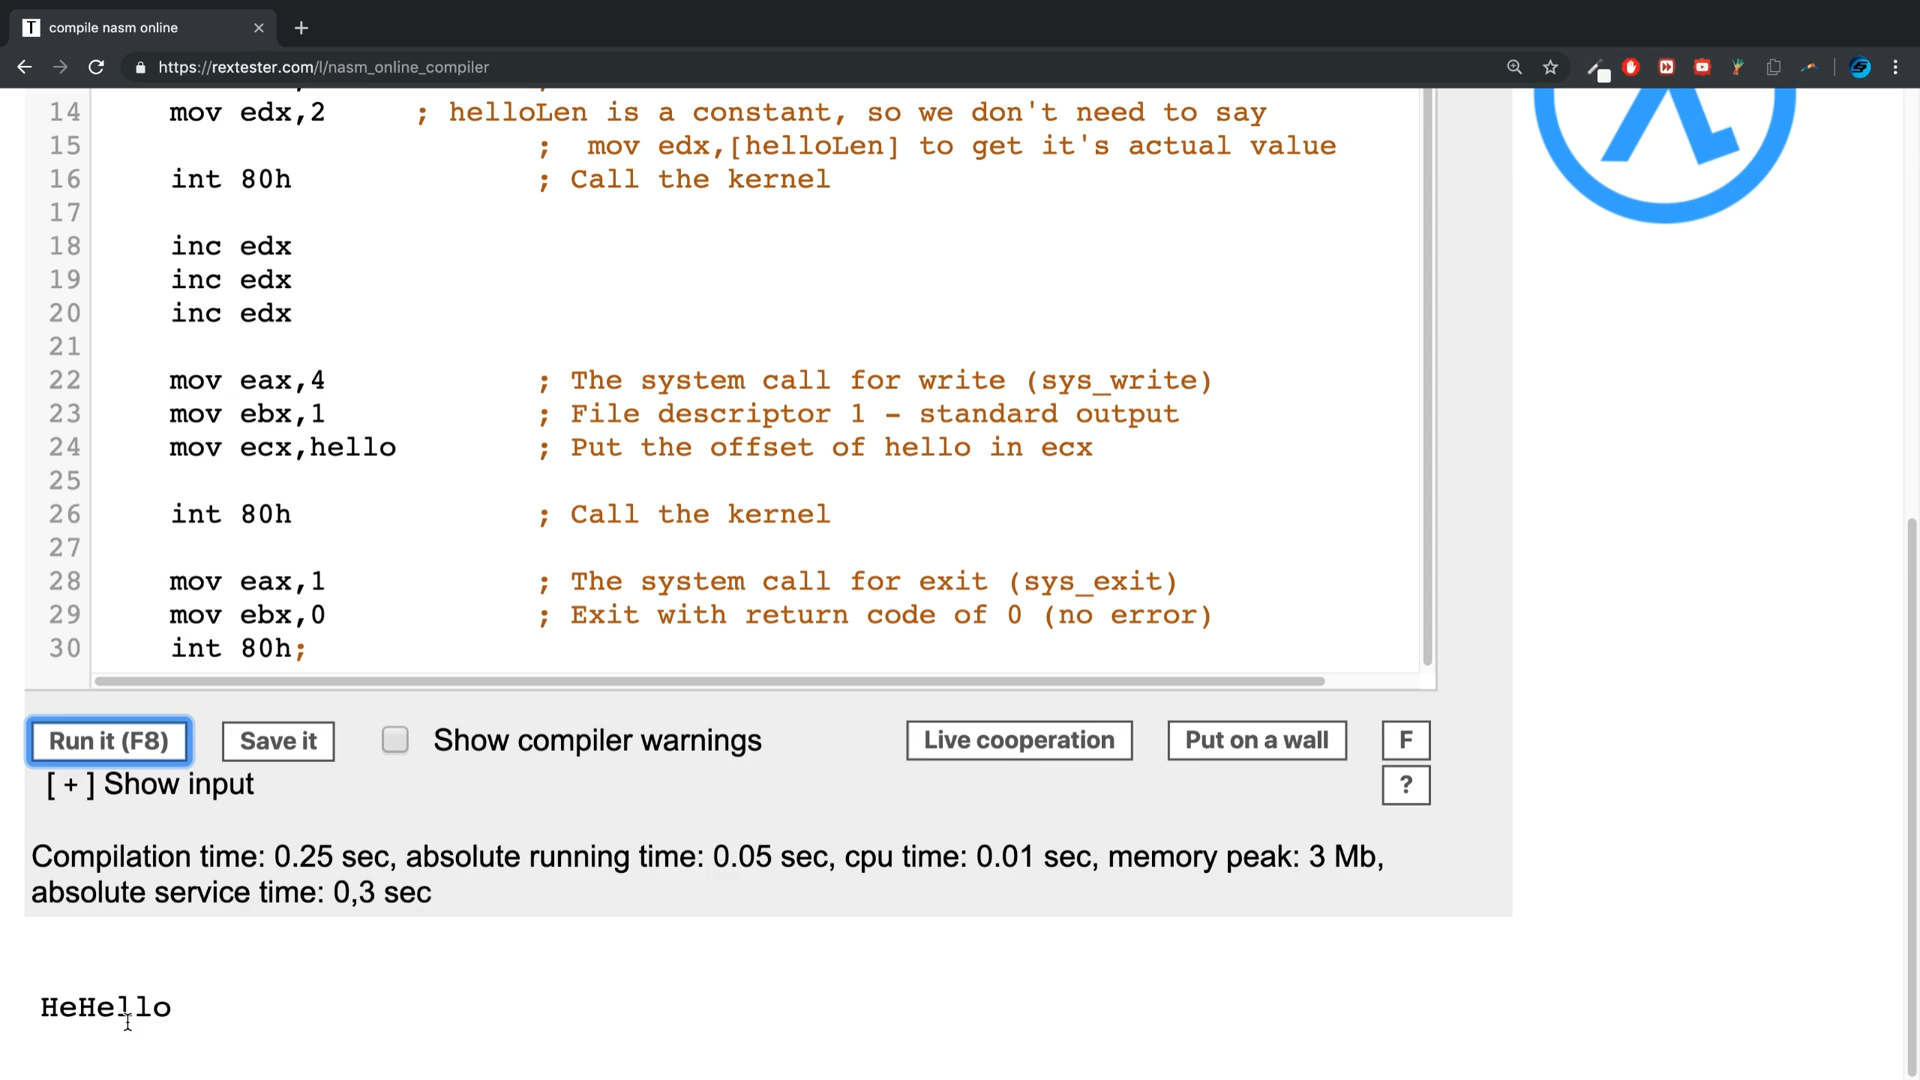 T compile nasm online
https://rextester.com/l/nasm_online_compiler
14 mov edx,2 ; helloLen is a constant, so we don't need to say
15 ; mov edx,[helloLen] to get it's actual value
16 int 80h ; Call the kernel
17
18 inc edx
19 inc edx
20 inc edx
21
22 mov eax,4 ; The system call for write (sys_write)
23 mov ebx,1 ; File descriptor 1 - standard output
24 mov ecx,hello ; Put the offset of hello in ecx
25
26 int 80h ; Call the kernel
27
28 mov eax,1 ; The system call for exit (sys_exit)
29 mov ebx,0 ; Exit with return code of 0 (no error)
30 int 80h;
Run it (F8) Save it Show compiler warnings Live cooperation Put on a wall F
[ + ] Show input ?
Compilation time: 0.25 sec, absolute running time: 0.05 sec, cpu time: 0.01 sec, memory peak: 3 Mb,
absolute service time: 0,3 sec
HeHello